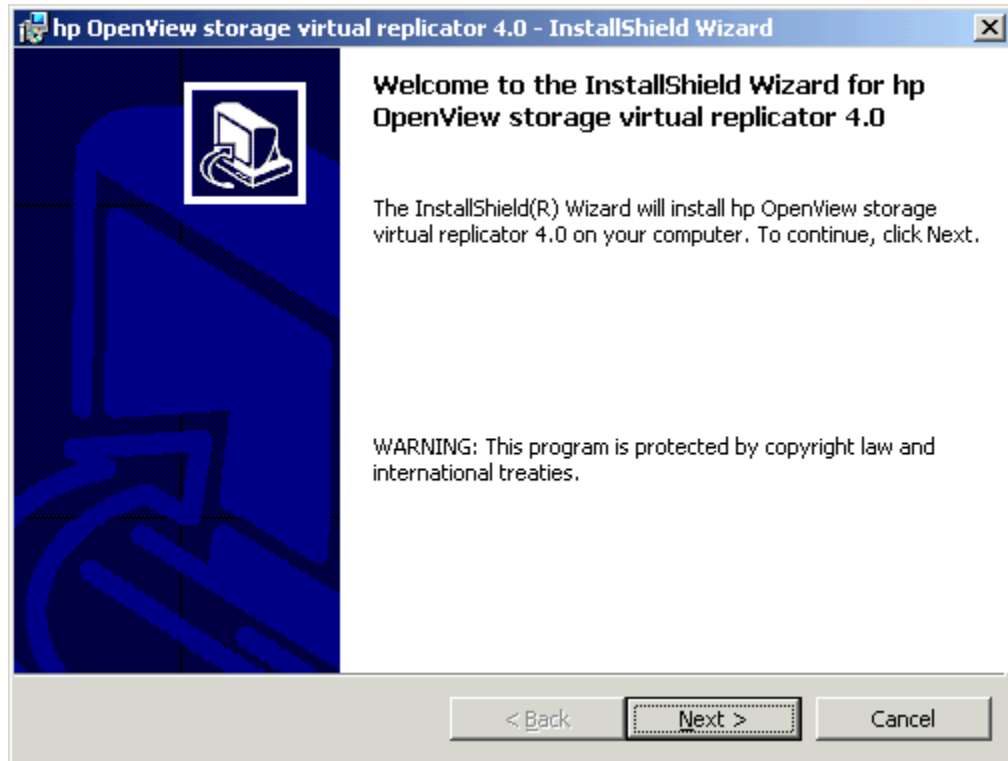 hp OpenView storage virtual replicator 4.0 - InstallShield Wizard
Welcome to the InstallShield Wizard for hp
OpenView storage virtual replicator 4.0
The InstallShield(R) Wizard will install hp OpenView storage
virtual replicator 4.0 on your computer. To continue, click Next.
WARNING: This program is protected by copyright law and
international treaties.
< Back
Next >
Cancel